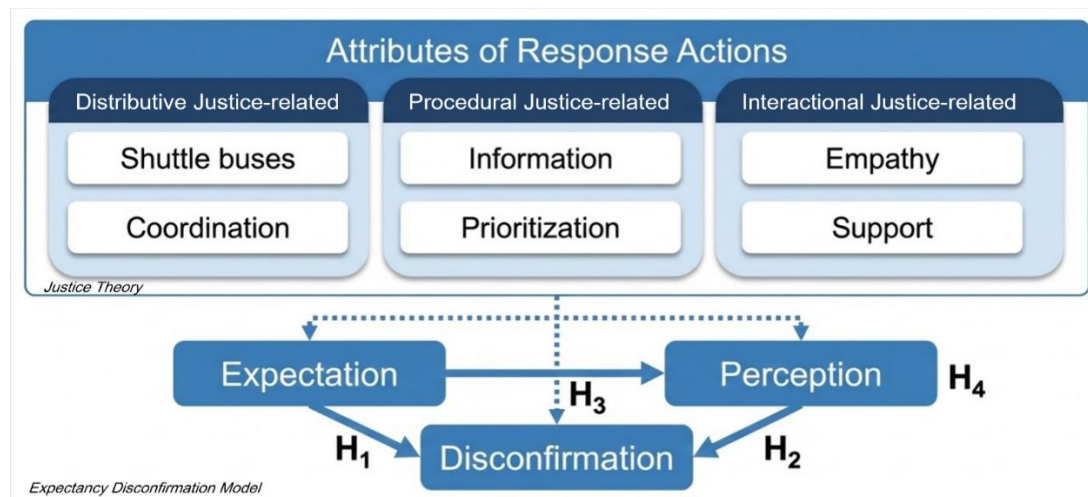 Attributes of Response Actions
Distributive Justice-related
Procedural Justice-related
Interactional Justice-related
Shuttle buses
Information
Empathy
Coordination
Prioritization
Support
Justice Theory
Expectation
Perception
H4
H3
H1
Disconfirmation
H2
Expectancy Disconfirmation Model